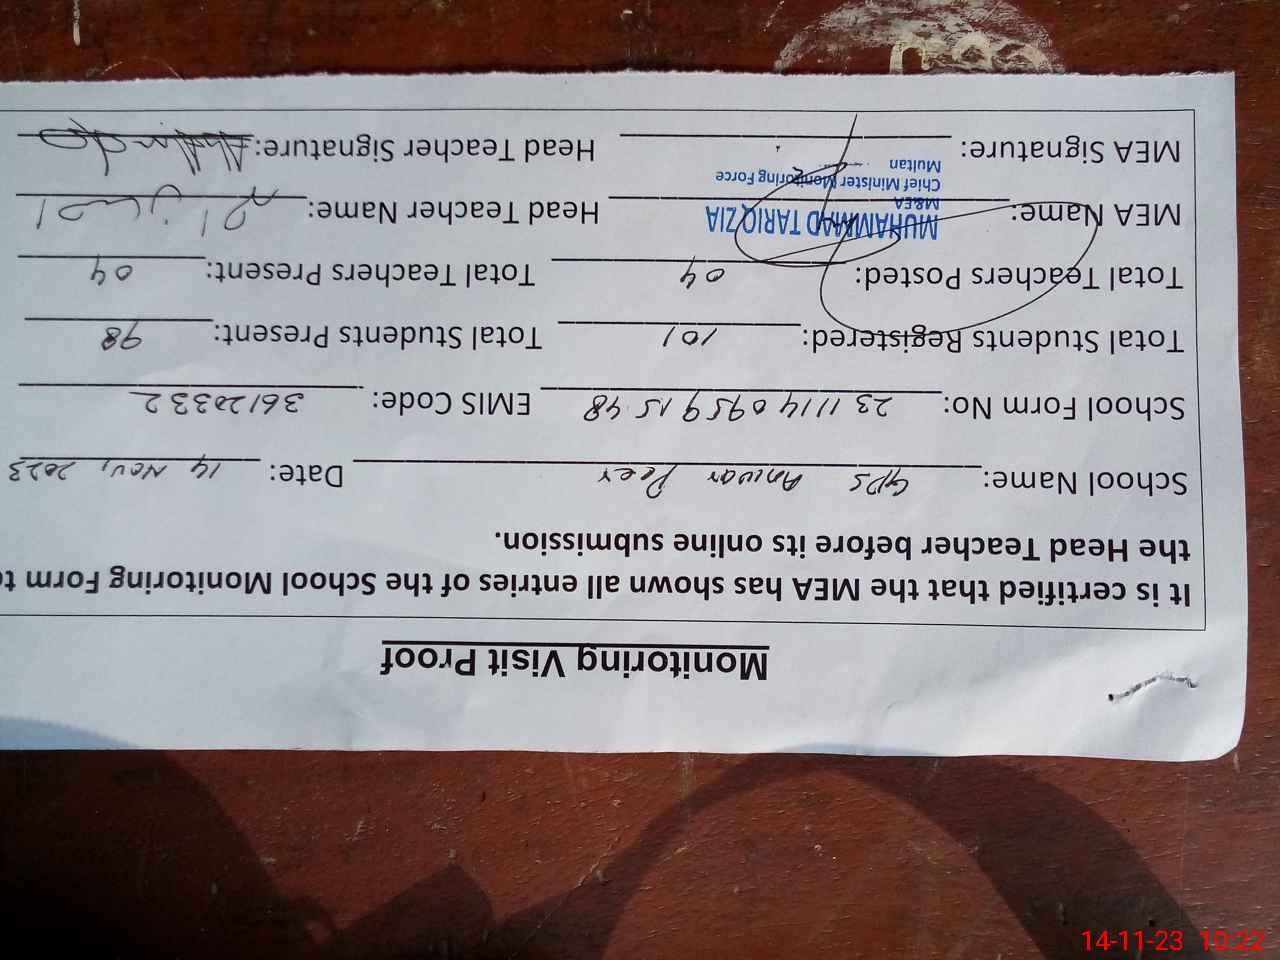 Monitoring Visit Proof
It is certified that the MEA has shown all entries of the School Monitoring Form t
the Head Teacher before its online submission.
School Name: GPS Anwar Peer Date: 14 Nov, 2023
School Form No: 23 1114 0959 15 48 EMIS Code: 36120332
Total Students Registered: 101 Total Students Present: 98
Total Teachers Posted: 04 Total Teachers Present: 04
MEA Name: MUHAMMAD TARIQ ZIA Head Teacher Name:
M&EA
Chief Minister Monitoring Force
Multan
MEA Signature: Head Teacher Signature:
14-11-23 10:22